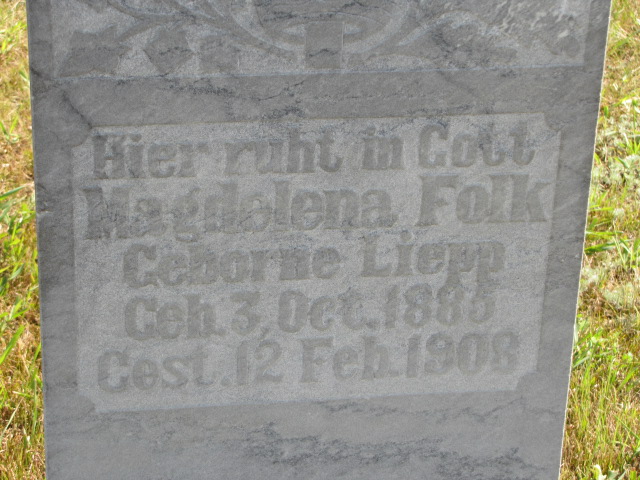 Hier ruht in Gott
Magdelena Folk
Geborne Liepp
Geb. 3, Oct. 1885
Gest. 12 Feb. 1908